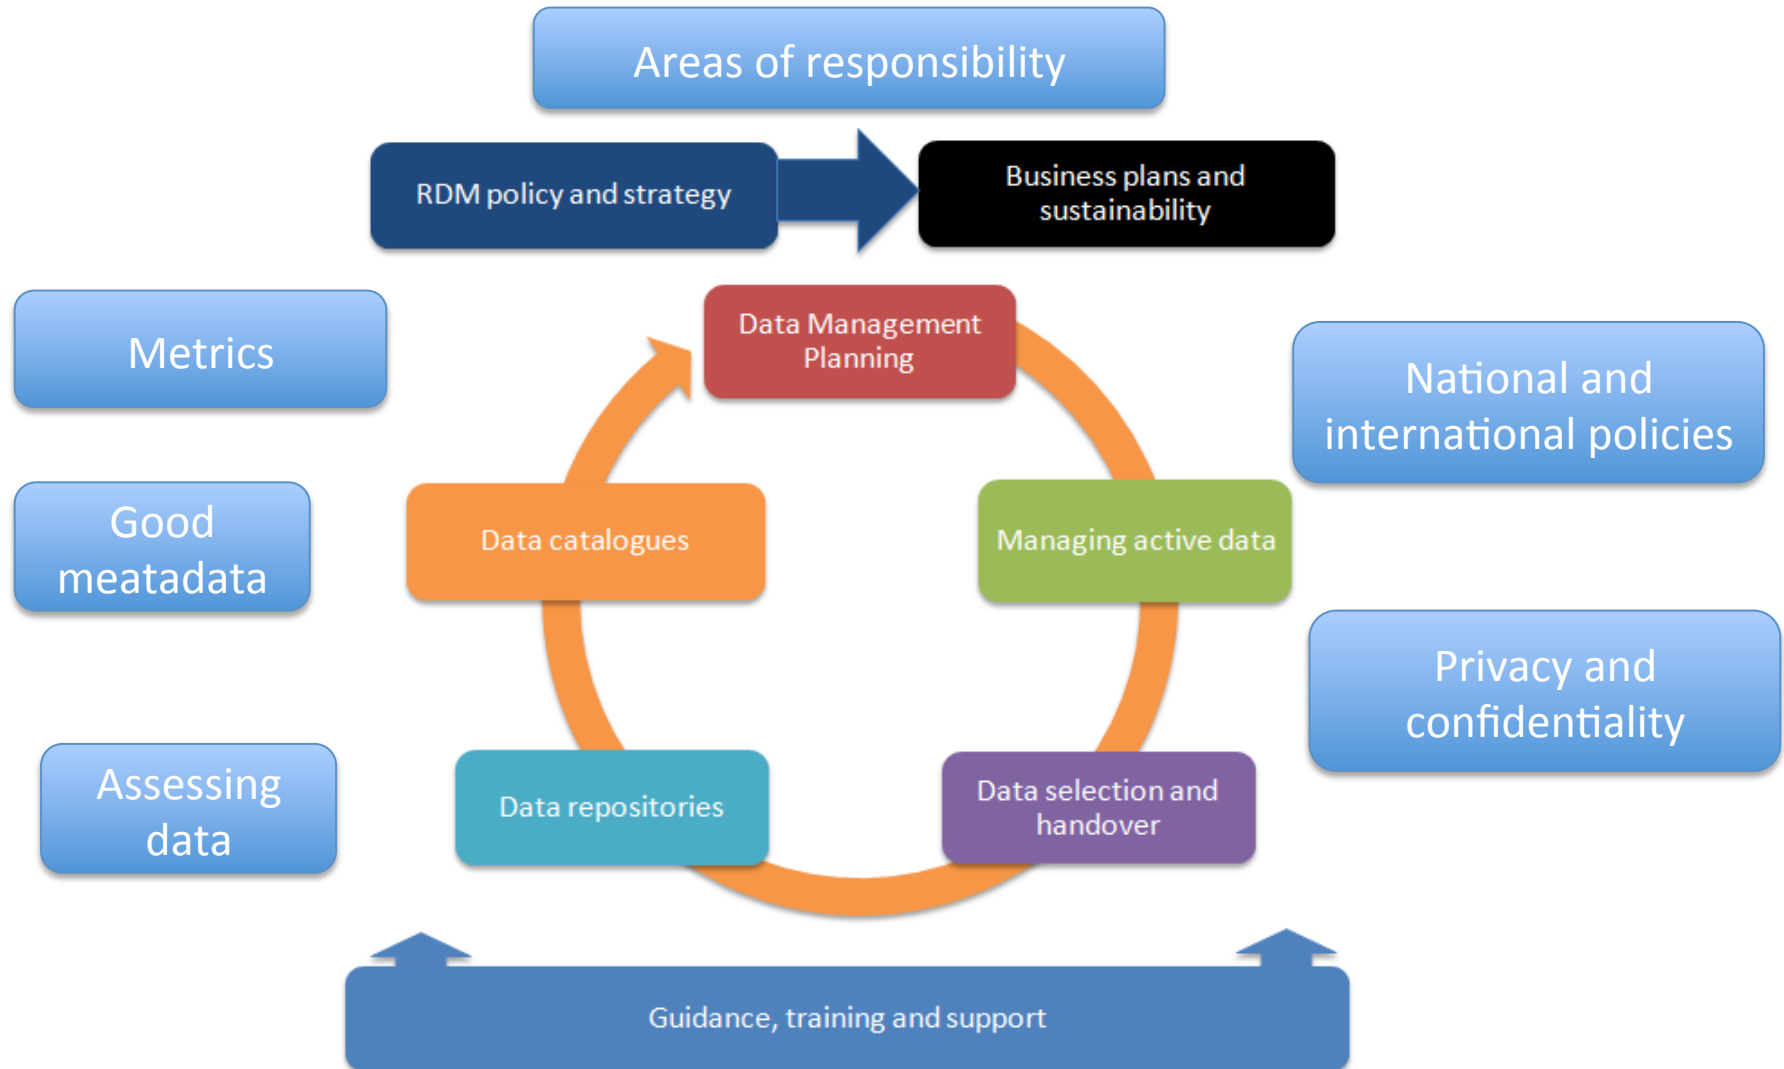 Areas of responsibility
RDM policy and strategy
Business plans and
sustainability
Metrics
Data Management
Planning
National and
international policies
Good
meatadata
Data catalogues
Managing active data
Privacy and
confidentiality
Assessing
data
Data repositories
Data selection and
handover
Guidance, training and support